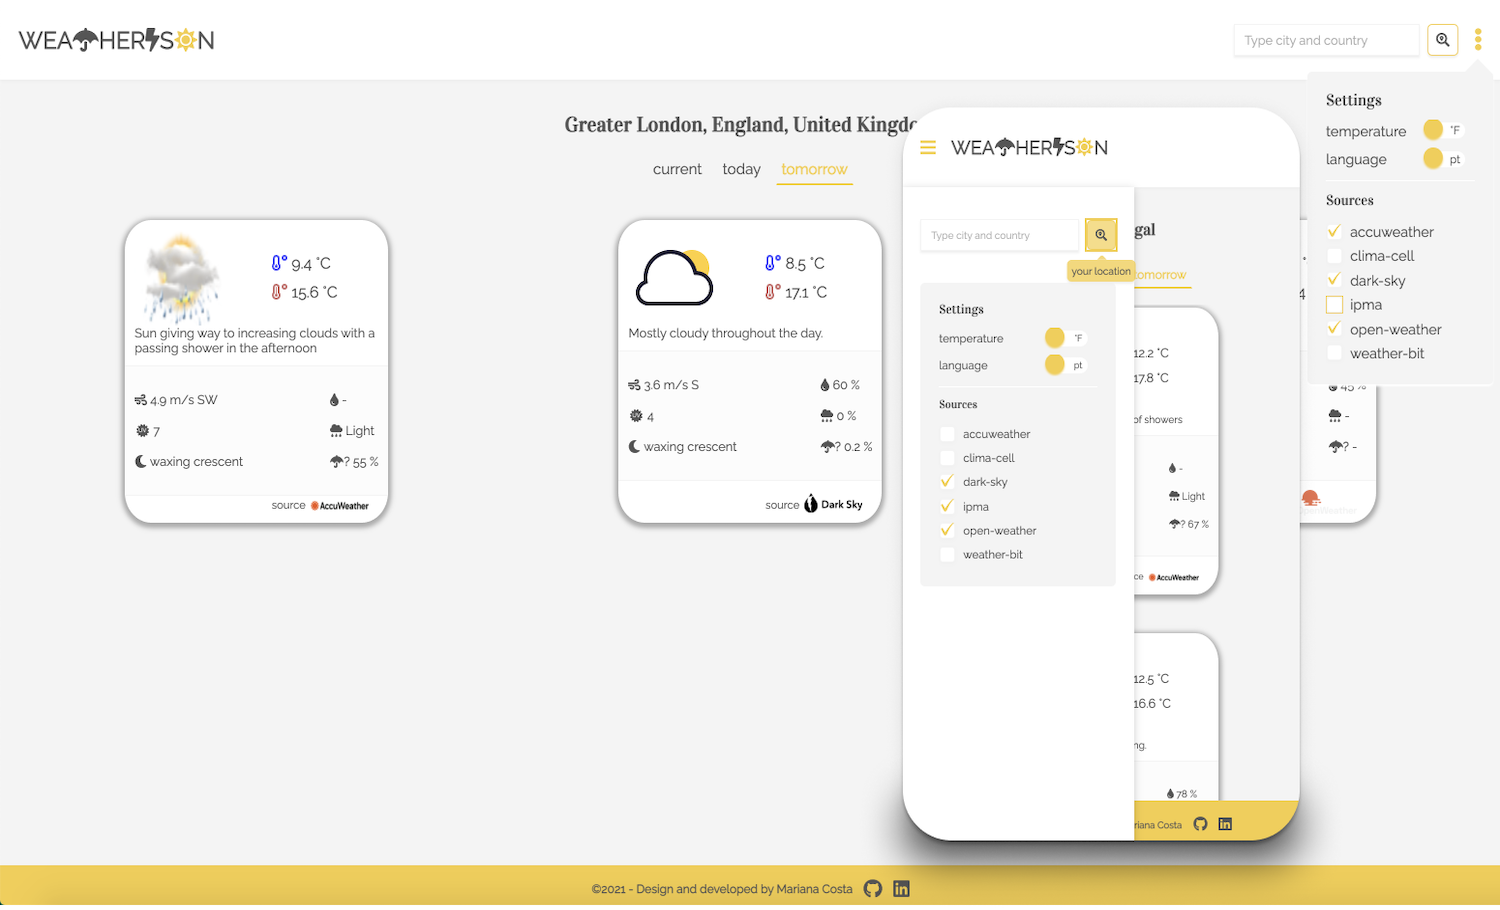 WEATHERSON
Type city and country
Settings
temperature °F
language pt
Sources
accuweather
clima-cell
dark-sky
ipma
open-weather
weather-bit
Greater London, England, United Kingdo
current today tomorrow
9.4 °C
15.6 °C
Sun giving way to increasing clouds with a
passing shower in the afternoon
4.9 m/s SW -
7 Light
waxing crescent ? 55 %
source AccuWeather
8.5 °C
17.1 °C
Mostly cloudy throughout the day.
3.6 m/s S 60 %
4 0 %
waxing crescent ? 0.2 %
source Dark Sky
4
45 %
-
? -
WEATHERSON
Type city and country
your location
Settings
temperature °F
language pt
Sources
accuweather
clima-cell
dark-sky
ipma
open-weather
weather-bit
gal
tomorrow
12.2 °C
17.8 °C
of showers
-
Light
? 67 %
ce AccuWeather
12.5 °C
16.6 °C
ng.
78 %
riana Costa
©2021 - Design and developed by Mariana Costa